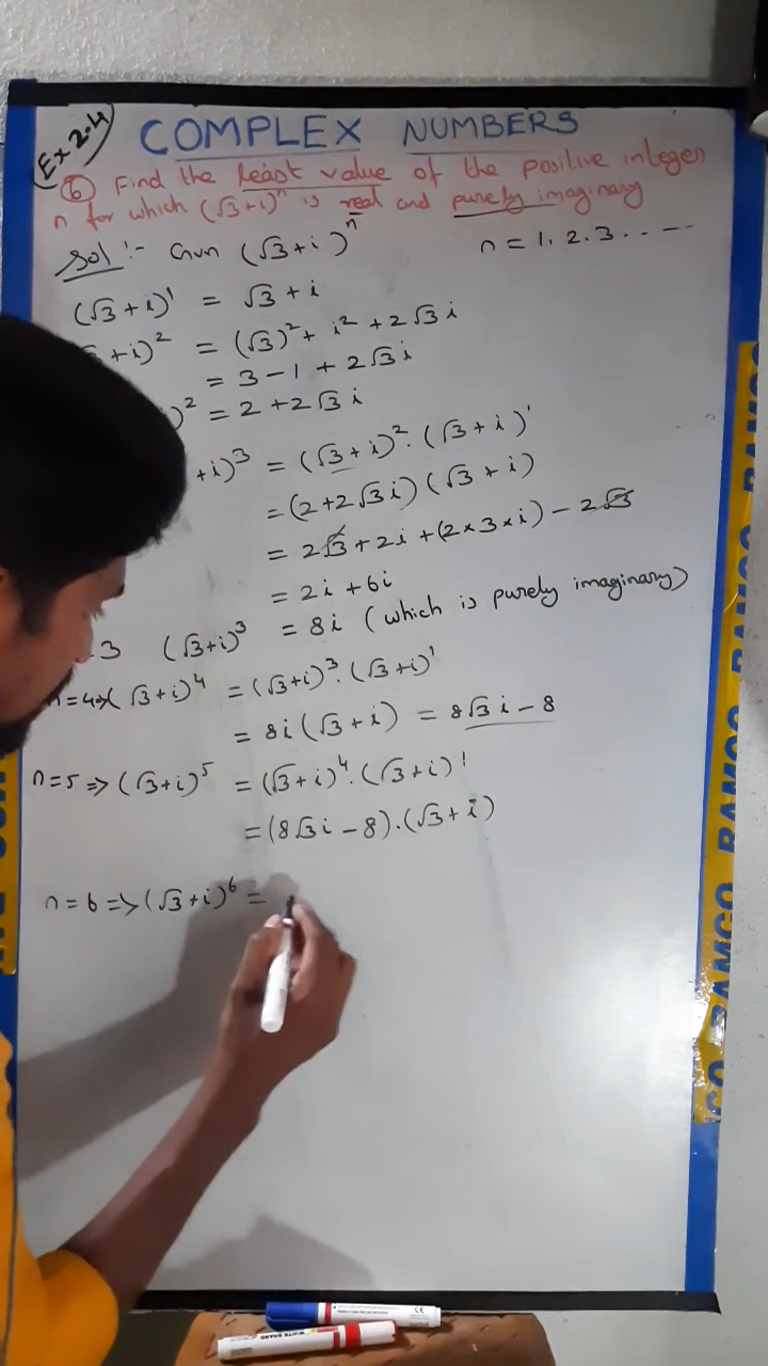 (Ex 2.4)
COMPLEX NUMBERS
⑥ Find the least value of the positive integer
n for which (√3+i)ⁿ is real and purely imaginary
Sol :- Givn (√3+i)ⁿ n = 1, 2, 3 ... --
(√3+i)¹ = √3+i
+i)² = (√3)² + i² + 2√3 i
= 3-1 + 2√3 i
)² = 2+2√3 i
+i)³ = (√3+i)² . (√3+i)¹
= (2+2√3i) (√3+i)
= 2√3+2i +(2×3×i) - 2√3
= 2i +6i
3 (√3+i)³ = 8i (which is purely imaginary)
n=4⇒(√3+i)⁴ = (√3+i)³ . (√3+i)¹
= 8i (√3+i) = 8√3 i - 8
n=5 ⇒ (√3+i)⁵ = (√3+i)⁴ . (√3+i)¹
= (8√3i - 8) . (√3+i)
n = 6 => (√3+i)⁶ =
RAMCO RAMCO RAMCO